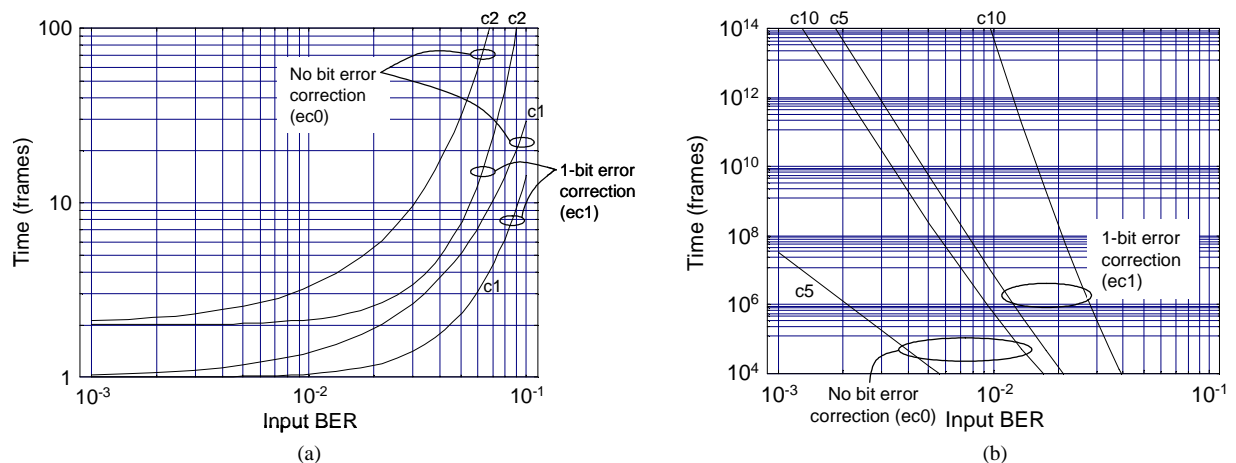 c2 c2
100
No bit error
correction
(ec0)
c1
Time (frames)
10
1-bit error
correction
(ec1)
c1
1
10-3
10-2
10-1
Input BER
(a)
c10 c5 c10
1014
1012
1010
Time (frames)
108
1-bit error
correction
(ec1)
c5
106
104
10-3
10-2
10-1
No bit error
correction (ec0)
Input BER
(b)